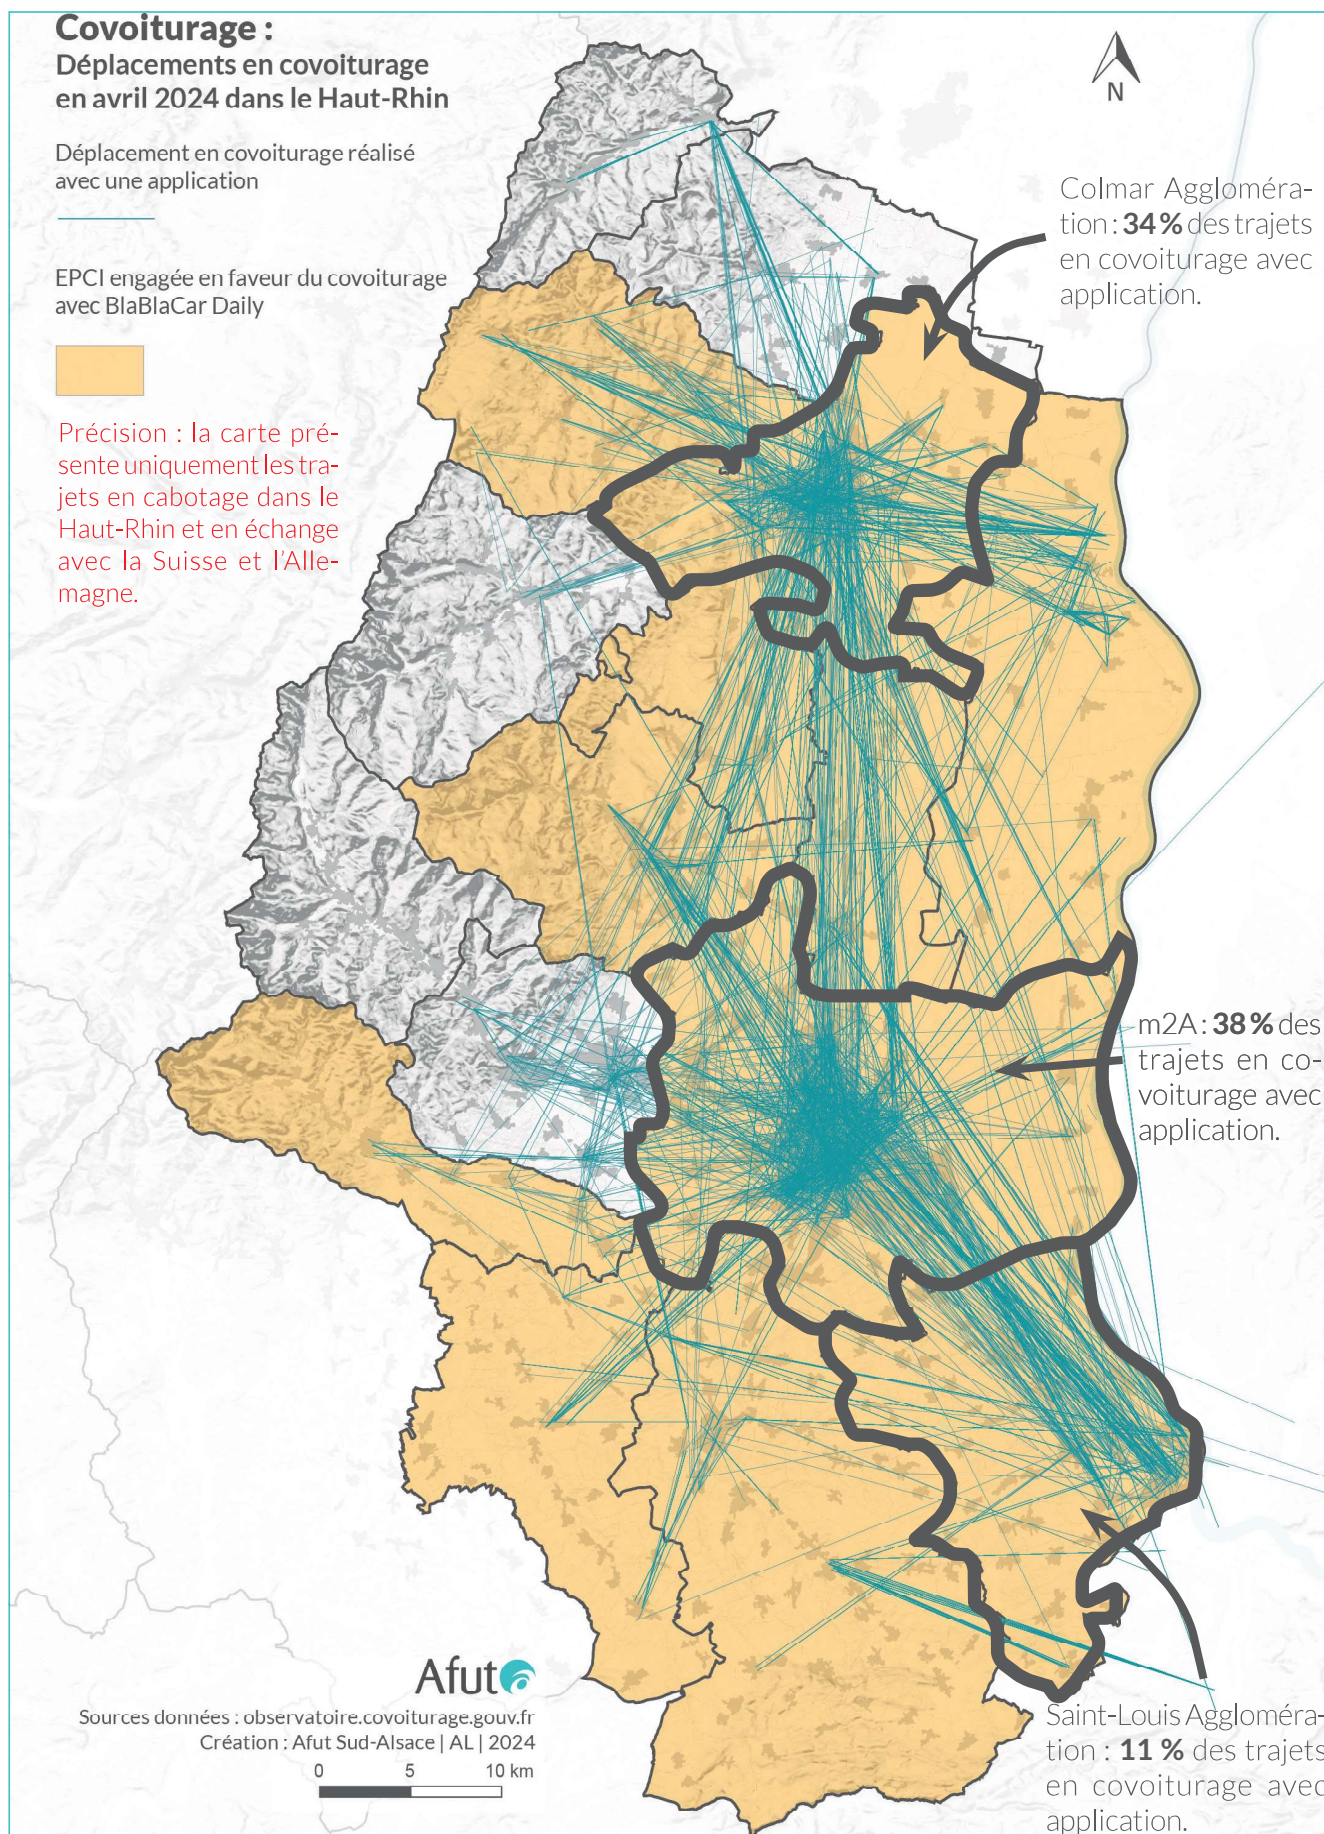 Covoiturage :
Déplacements en covoiturage
en avril 2024 dans le Haut-Rhin
Déplacement en covoiturage réalisé
avec une application
EPCI engagée en faveur du covoiturage
avec BlaBlaCar Daily
Précision : la carte pré-
sente uniquement les tra-
jets en cabotage dans le
Haut-Rhin et en échange
avec la Suisse et l'Alle-
magne.
N
Colmar Aggloméra-
tion : 34 % des trajets
en covoiturage avec
application.
m2A : 38 % des
trajets en co-
voiturage avec
application.
Saint-Louis Aggloméra-
tion : 11 % des trajets
en covoiturage avec
application.
Afut
Sources données : observatoire.covoiturage.gouv.fr
Création : Afut Sud-Alsace | AL | 2024
0 5 10 km